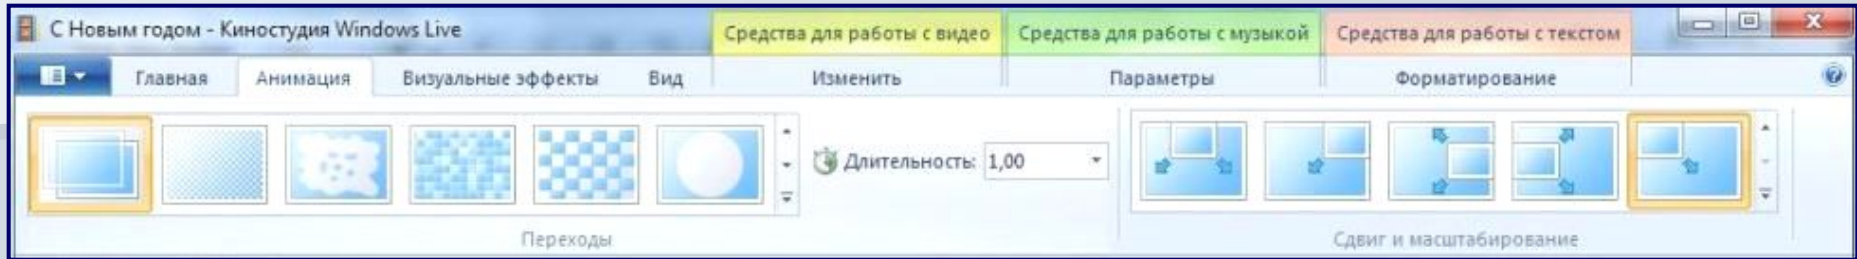 С Новым годом - Киностудия Windows Live
Средства для работы с видео
Средства для работы с музыкой
Средства для работы с текстом
Главная
Анимация
Визуальные эффекты
Вид
Изменить
Параметры
Форматирование
Длительность: 1,00
Переходы
Сдвиг и масштабирование